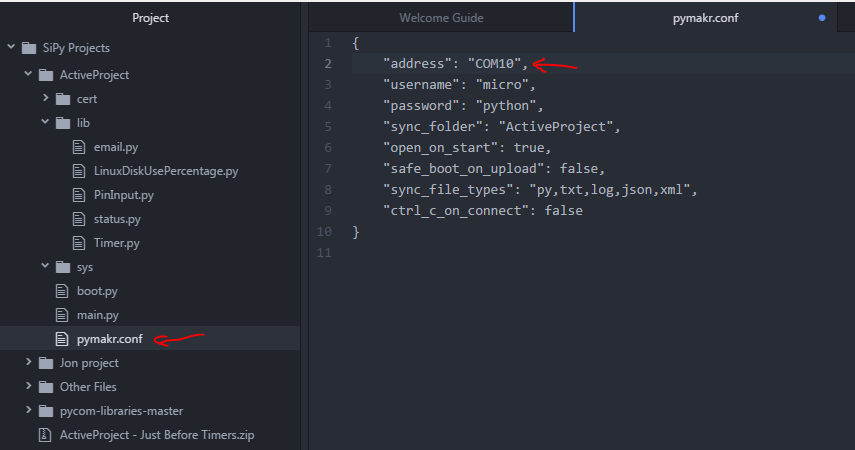 Project
SiPy Projects
ActiveProject
cert
lib
email.py
LinuxDiskUsePercentage.py
PinInput.py
status.py
Timer.py
sys
boot.py
main.py
pymakr.conf
Jon project
Other Files
pycom-libraries-master
ActiveProject - Just Before Timers.zip
Welcome Guide
pymakr.conf
1 {
2 "address": "COM10",
3 "username": "micro",
4 "password": "python",
5 "sync_folder": "ActiveProject",
6 "open_on_start": true,
7 "safe_boot_on_upload": false,
8 "sync_file_types": "py,txt,log,json,xml",
9 "ctrl_c_on_connect": false
10 }
11